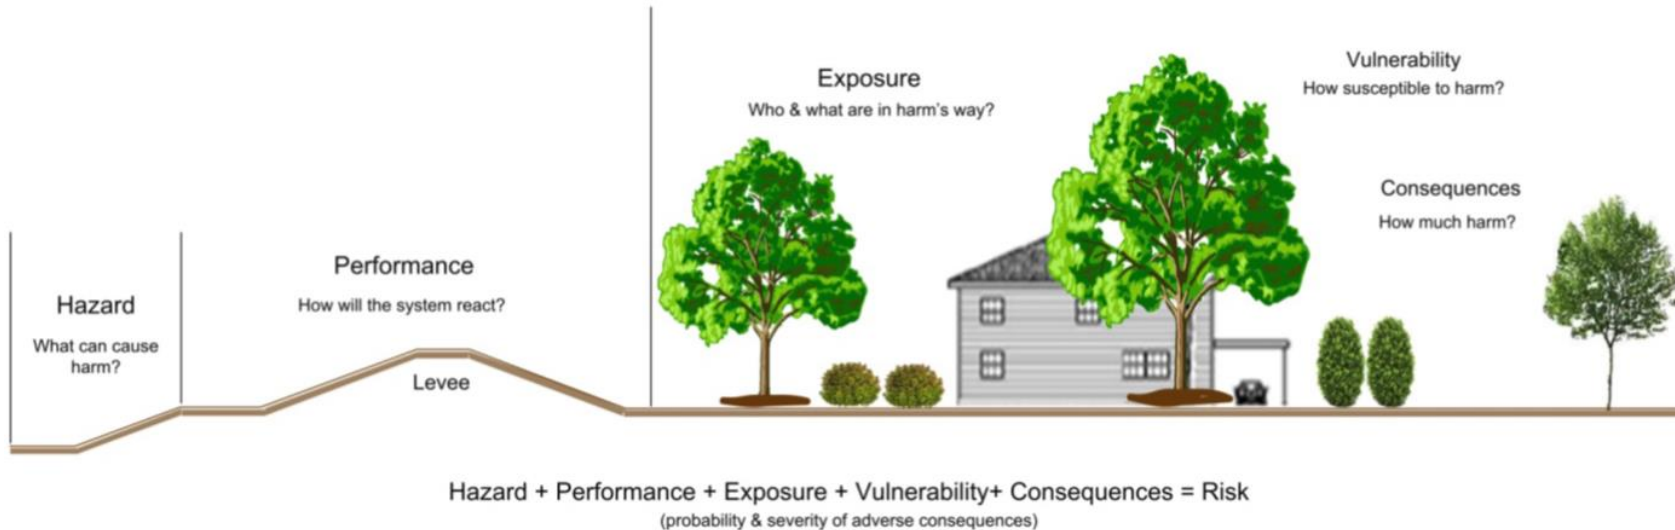 Hazard
What can cause
harm?
Performance
How will the system react?
Levee
Exposure
Who & what are in harm's way?
Vulnerability
How susceptible to harm?
Consequences
How much harm?
Hazard + Performance + Exposure + Vulnerability+ Consequences = Risk
(probability & severity of adverse consequences)